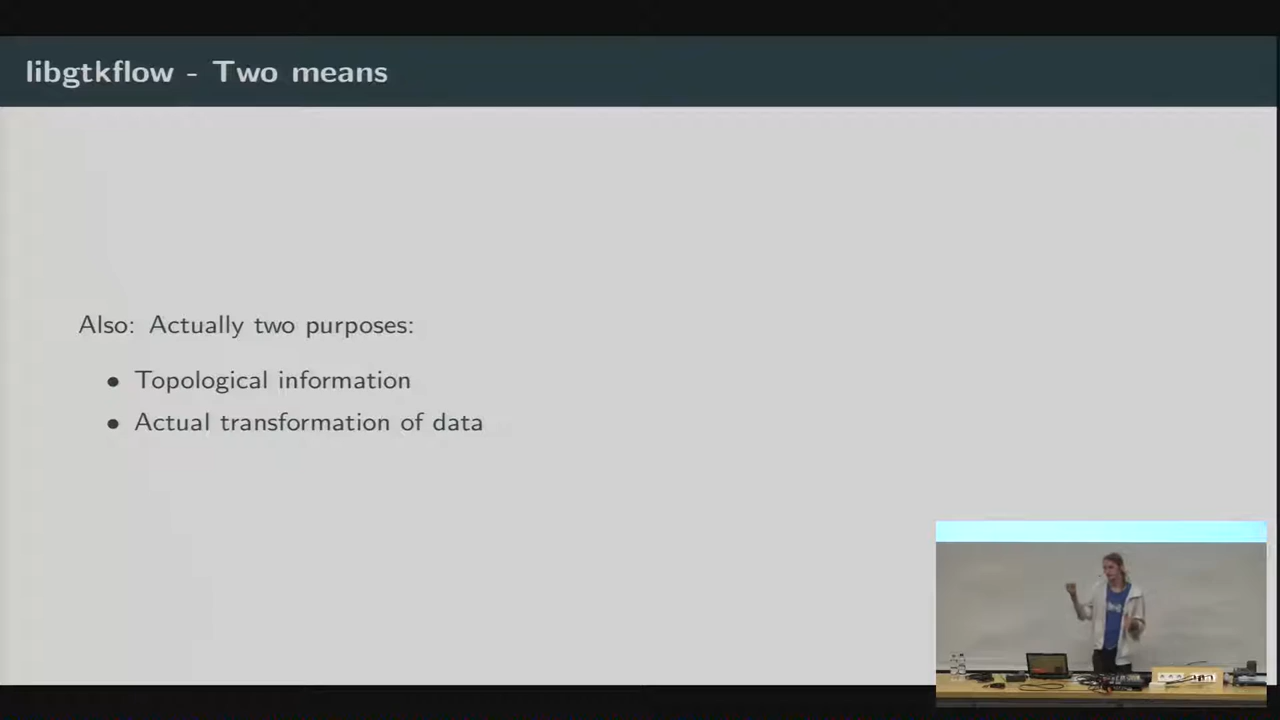 libgtkflow - Two means
Also: Actually two purposes:
• Topological information
• Actual transformation of data